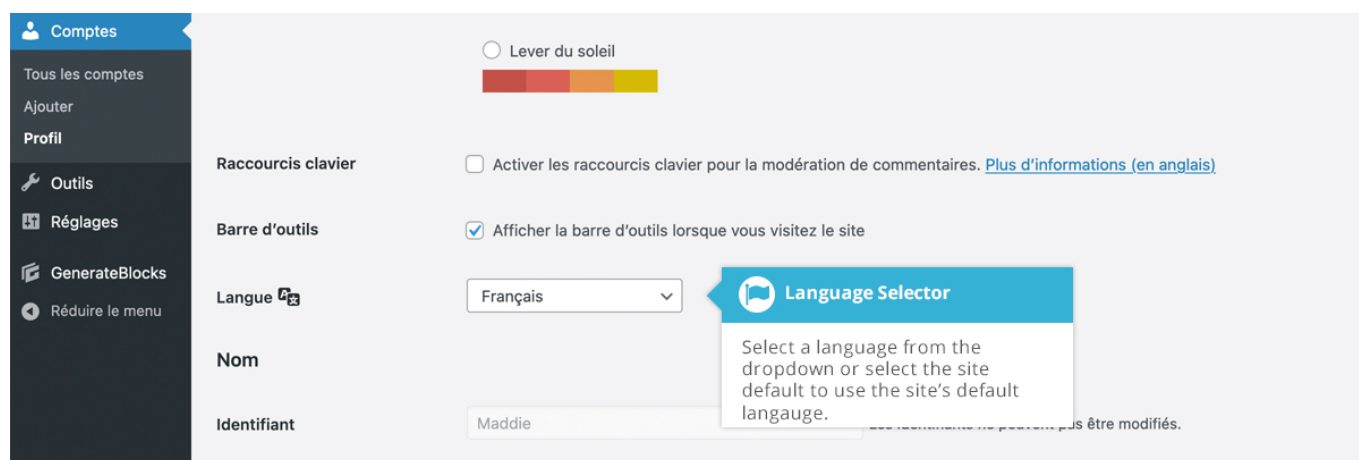 Comptes
Tous les comptes
Ajouter
Profil
Outils
Réglages
GenerateBlocks
Réduire le menu
Lever du soleil
Raccourcis clavier
Activer les raccourcis clavier pour la modération de commentaires. Plus d'informations (en anglais)
Barre d'outils
Afficher la barre d'outils lorsque vous visitez le site
Langue
Français
Language Selector
Select a language from the
dropdown or select the site
default to use the site's default
langauge.
Nom
Identifiant
Maddie
pas être modifiés.